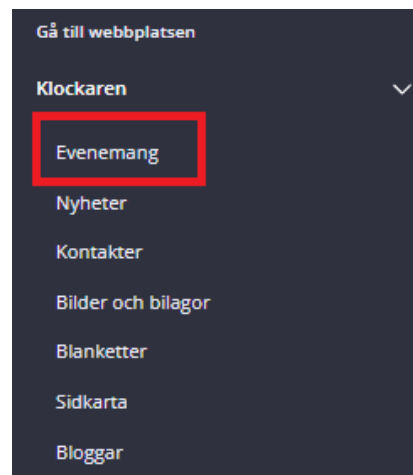 Gå till webbplatsen
Klockaren
Evenemang
Nyheter
Kontakter
Bilder och bilagor
Blanketter
Sidkarta
Bloggar